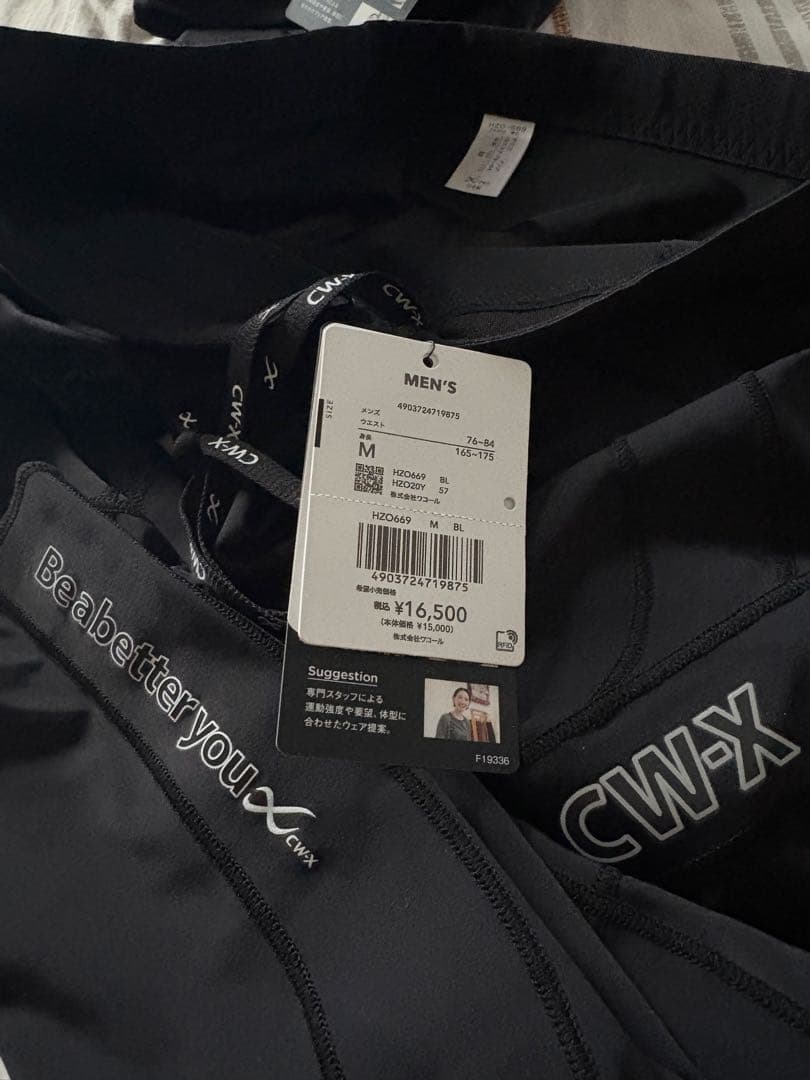 HZO-669
CW-X
CW-X
CW-X
CW-X
MEN'S
SIZE
メンズ 4903724719875
ウエスト 76~84
身長 165~175
M
HZO669 BL
HZO20Y 57
株式会社ワコール
HZO669 M BL
4903724719875
希望小売価格
税込 ¥16,500
(本体価格 ¥15,000)
株式会社ワコール
RFID
Suggestion
専門スタッフによる
運動強度や要望、体型に
合わせたウェア提案。
F19336
Beabetteryou
CW-X
CW-X